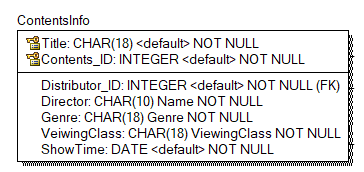 ContentsInfo
Title: CHAR(18) <default> NOT NULL
Contents_ID: INTEGER <default> NOT NULL
Distributor_ID: INTEGER <default> NOT NULL (FK)
Director: CHAR(10) Name NOT NULL
Genre: CHAR(18) Genre NOT NULL
VeiwingClass: CHAR(18) ViewingClass NOT NULL
ShowTime: DATE <default> NOT NULL